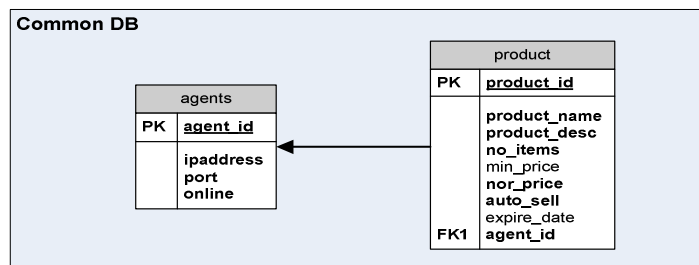 Common DB
agents
PK agent_id
ipaddress
port
online
product
PK product_id
product_name
product_desc
no_items
min_price
nor_price
auto_sell
expire_date
FK1 agent_id